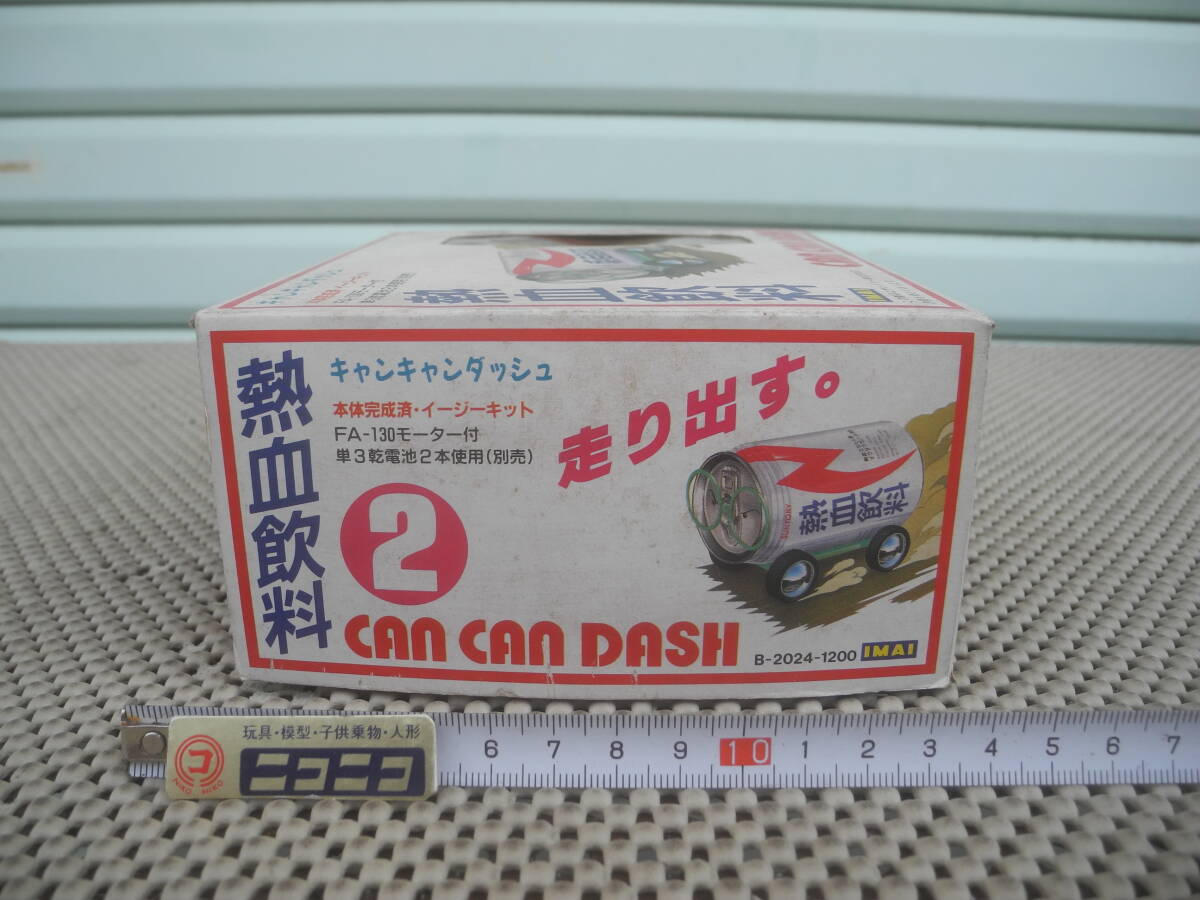 熱血飲料
IMAI
熱血飲料
キャンキャンダッシュ
本体完成済・イージーキット
FA-130モーター付
単3乾電池2本使用(別売)
走り出す。
2
CAN CAN DASH
SUNTORY
熱血飲料
B-2024-1200 IMAI
玩具・模型・子供乗物・人形
コ
NIKO NIKO
ニコニコ
6 7 8 9 10 1 2 3 4 5 6 7